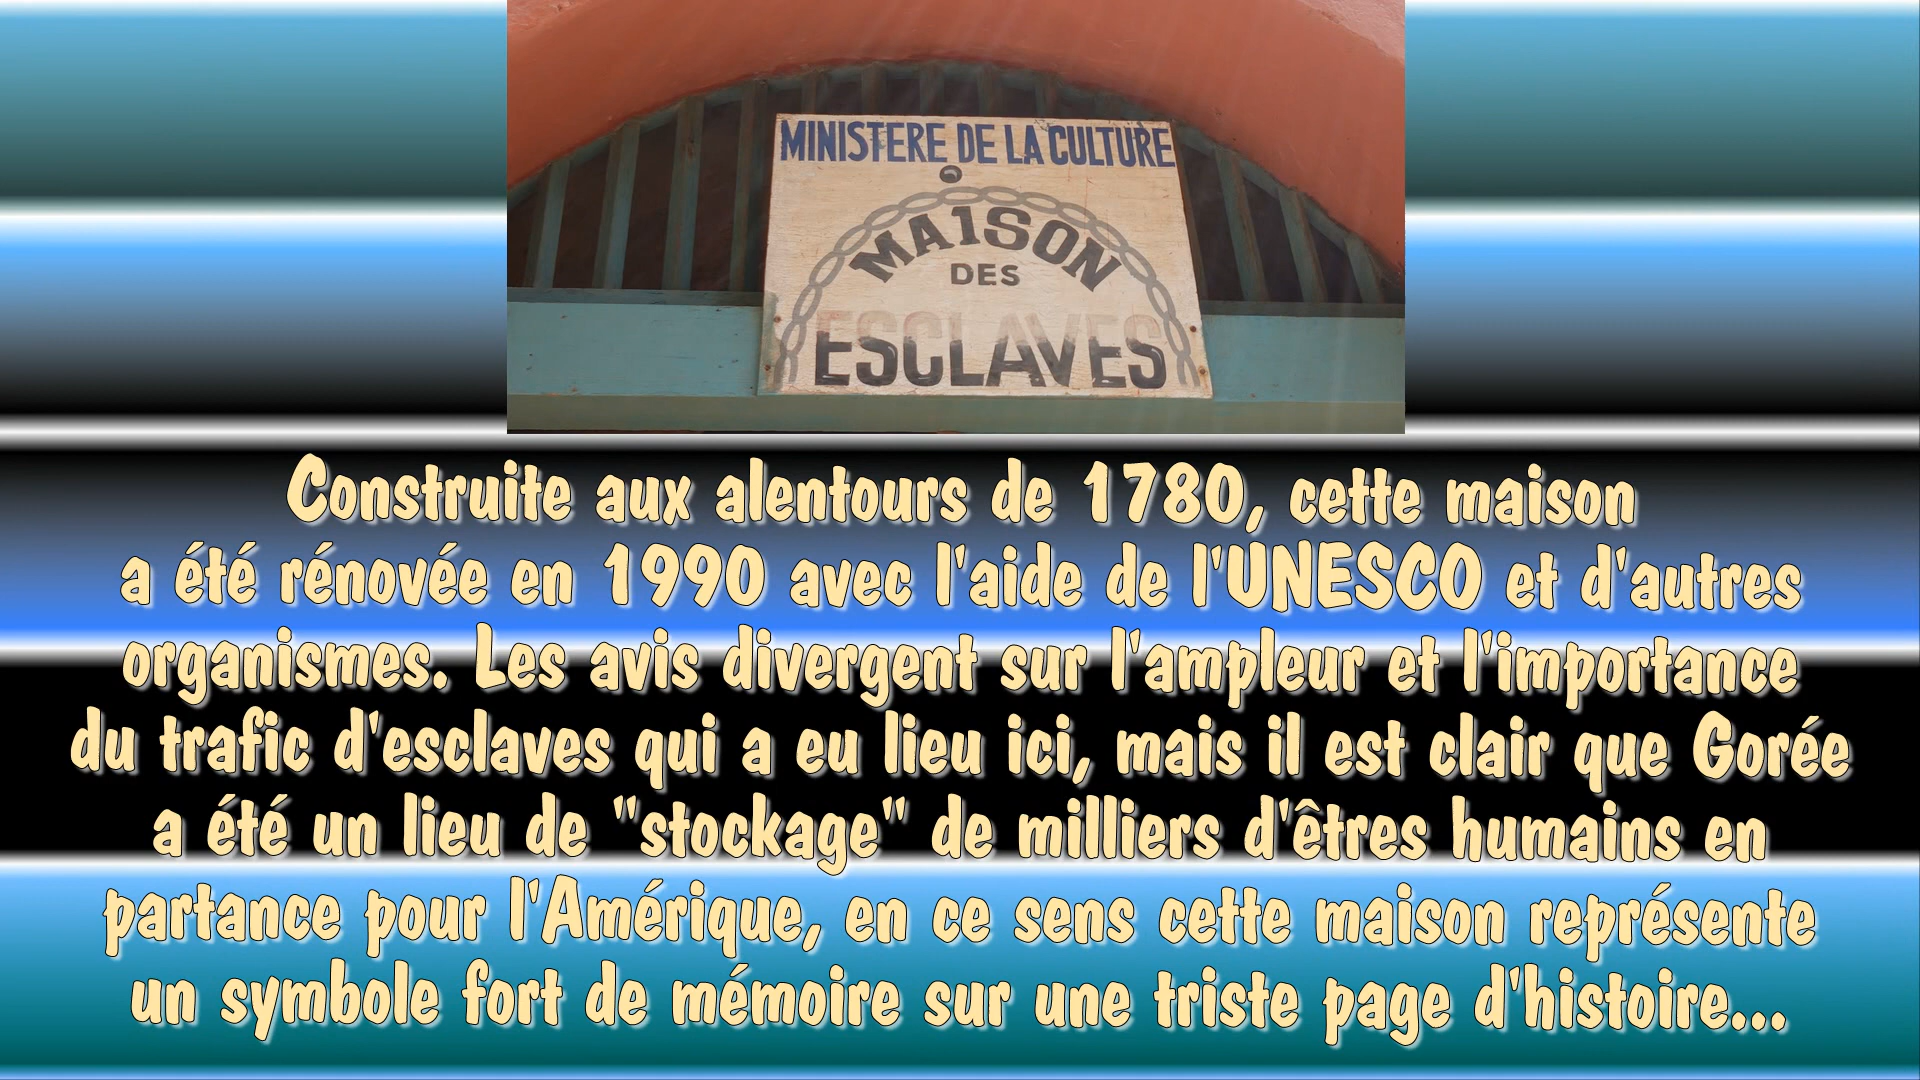 MINISTERE DE LA CULTURE
MAISON
DES
ESCLAVES
Construite aux alentours de 1780, cette maison
a été rénovée en 1990 avec l'aide de l'UNESCO et d'autres
organismes. Les avis divergent sur l'ampleur et l'importance
du trafic d'esclaves qui a eu lieu ici, mais il est clair que Gorée
a été un lieu de "stockage" de milliers d'êtres humains en
partance pour l'Amérique, en ce sens cette maison représente
un symbole fort de mémoire sur une triste page d'histoire...